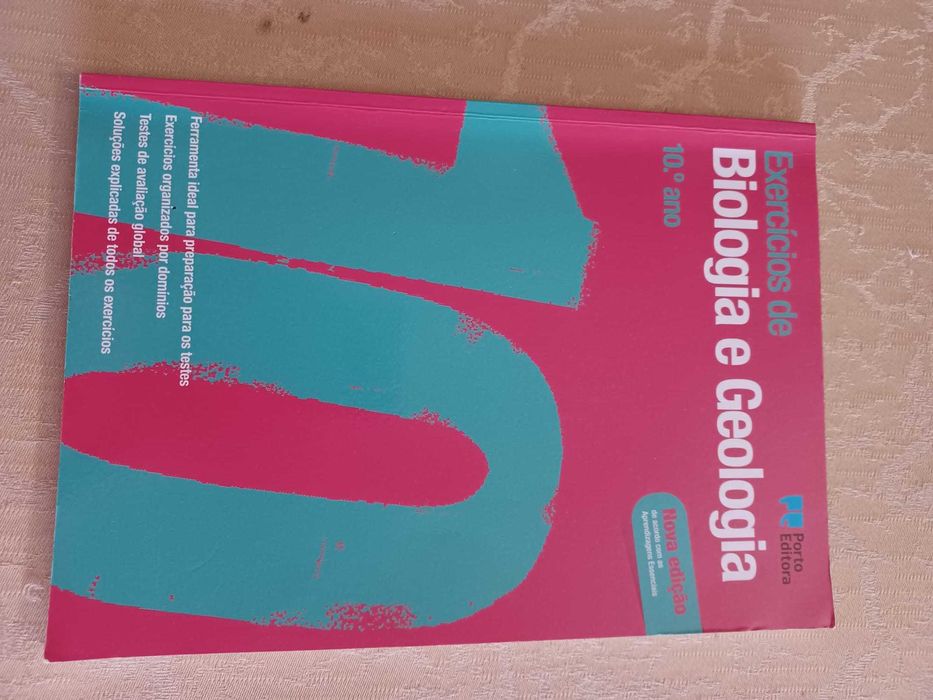 Exercícios de
Biologia e Geologia
10.º ano
Porto
Editora
Nova edição
de acordo com as
Aprendizagens Essenciais
10
Ferramenta ideal para preparação para os testes
Exercícios organizados por domínios
Testes de avaliação global
Soluções explicadas de todos os exercícios